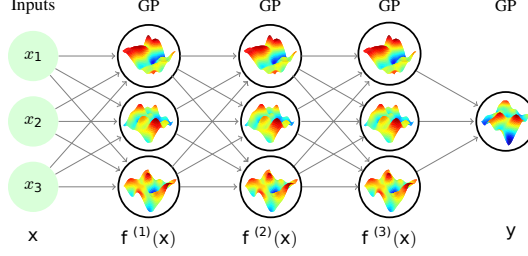 Inputs GP GP GP GP
x1
x2
x3
x f (1)(x) f (2)(x) f (3)(x) y